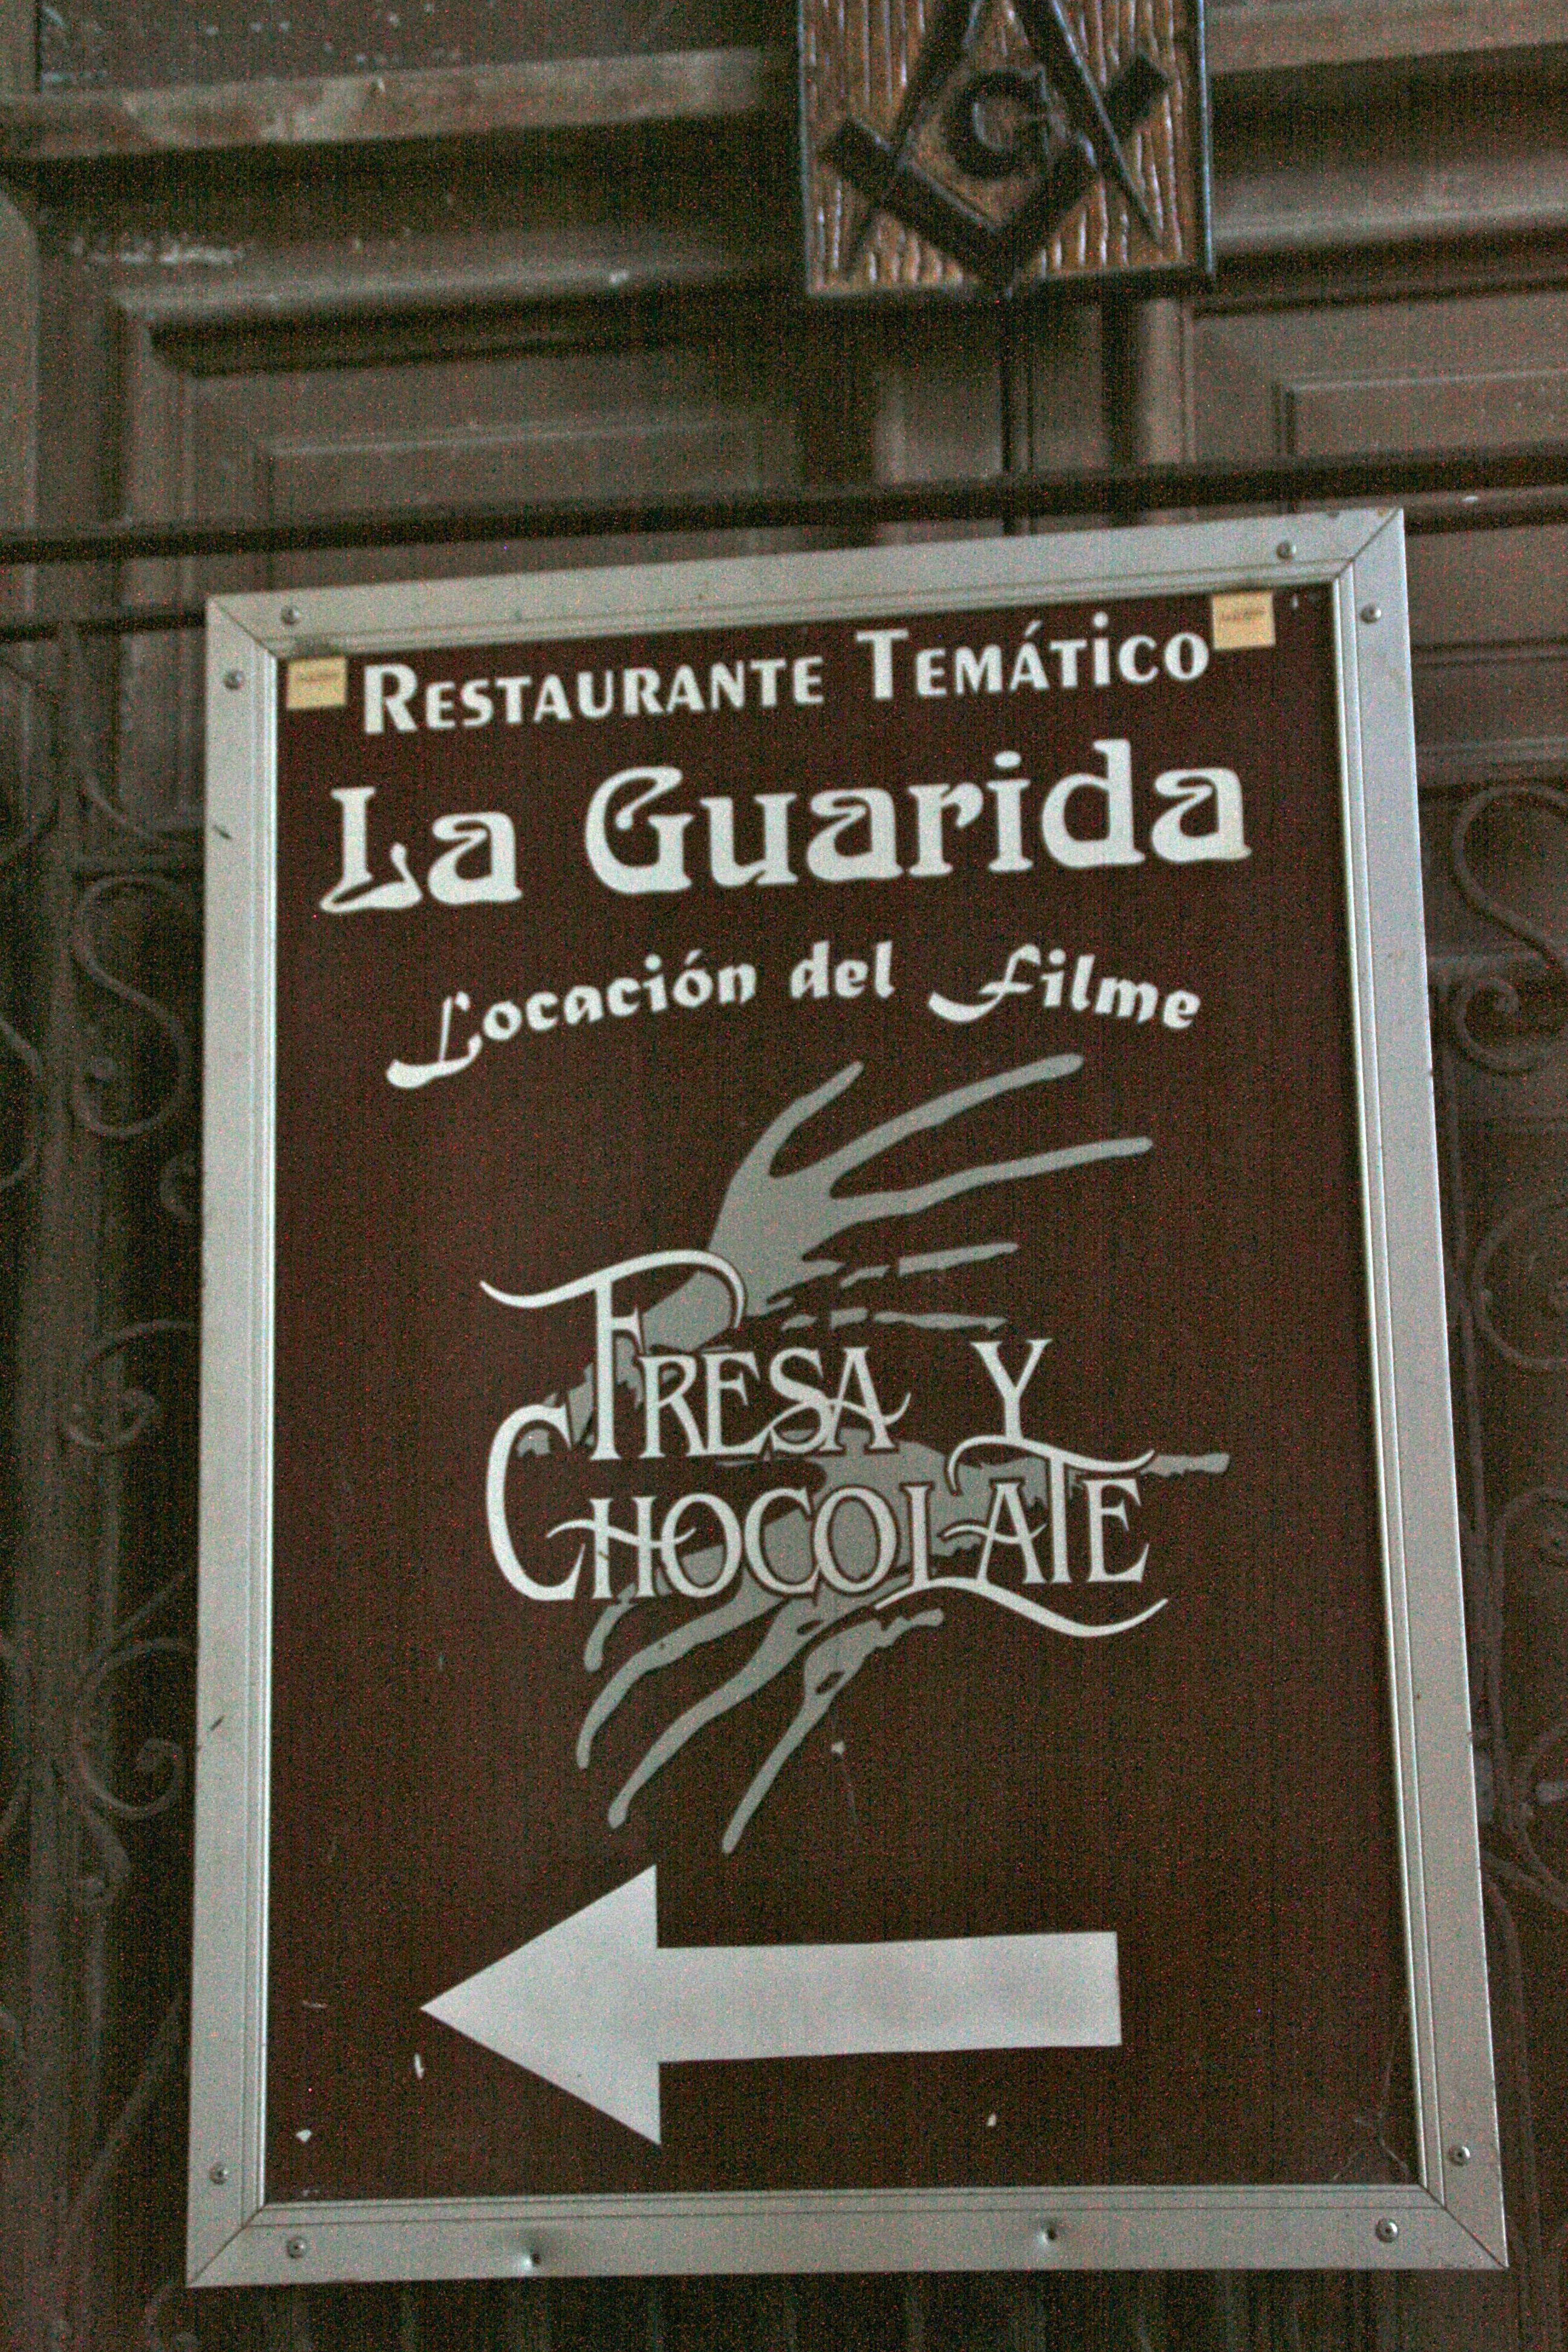 G
RESTAURANTE TEMÁTICO
La Guarida
Locación del Filme
FRESA Y
CHOCOLATE